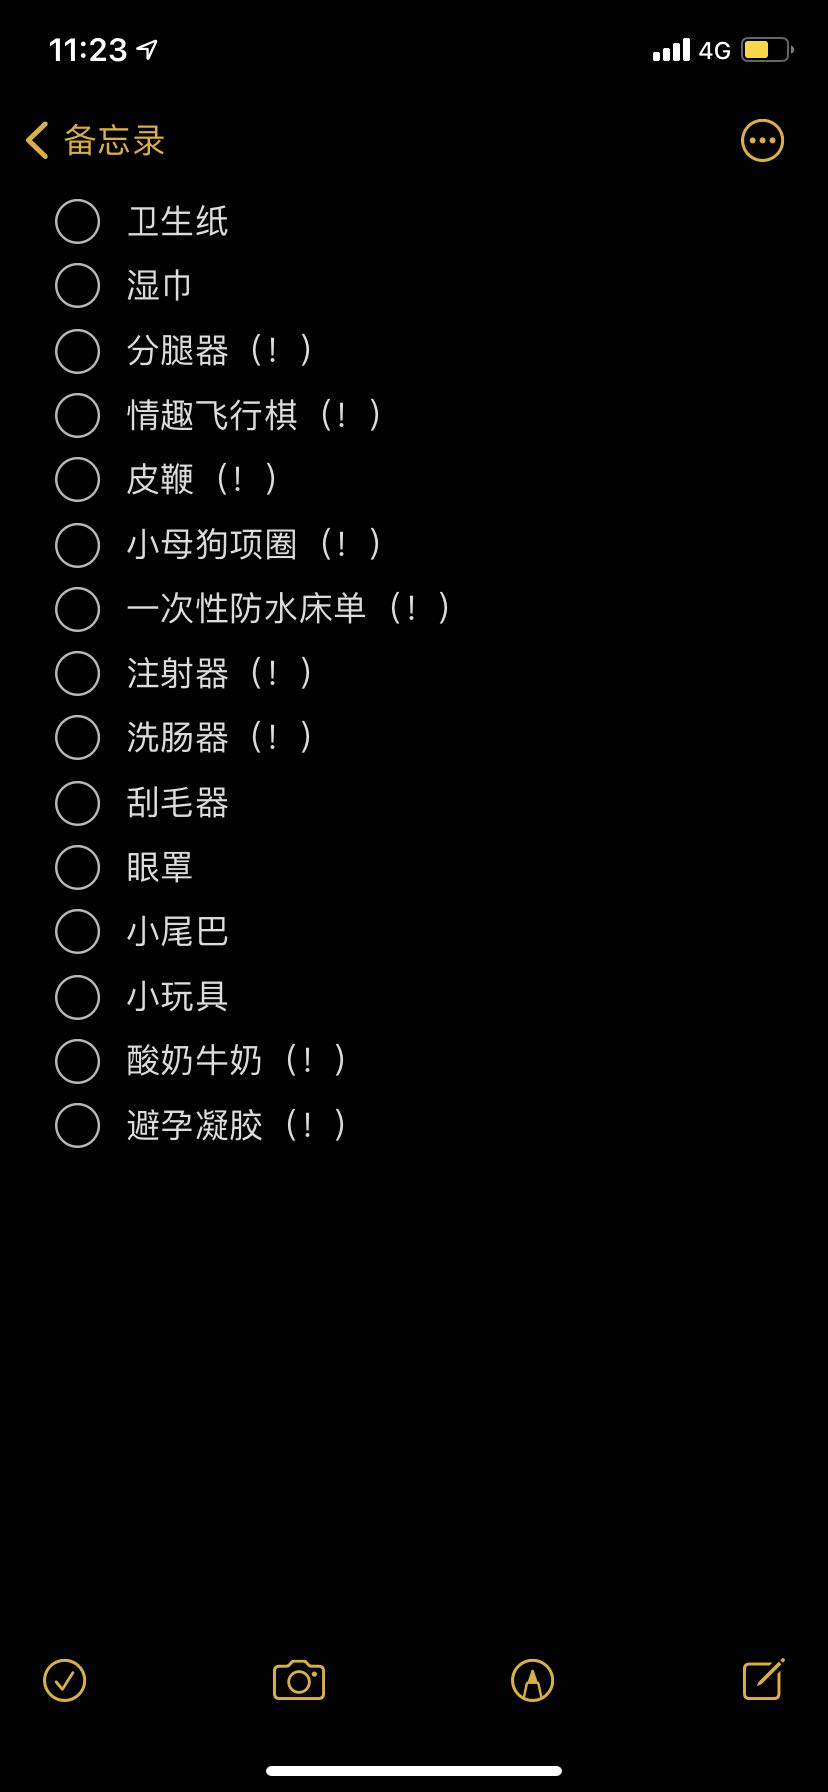 11:23 4G
备忘录
卫生纸
湿巾
分腿器（！）
情趣飞行棋（！）
皮鞭（！）
小母狗项圈（！）
一次性防水床单（！）
注射器（！）
洗肠器（！）
刮毛器
眼罩
小尾巴
小玩具
酸奶牛奶（！）
避孕凝胶（！）